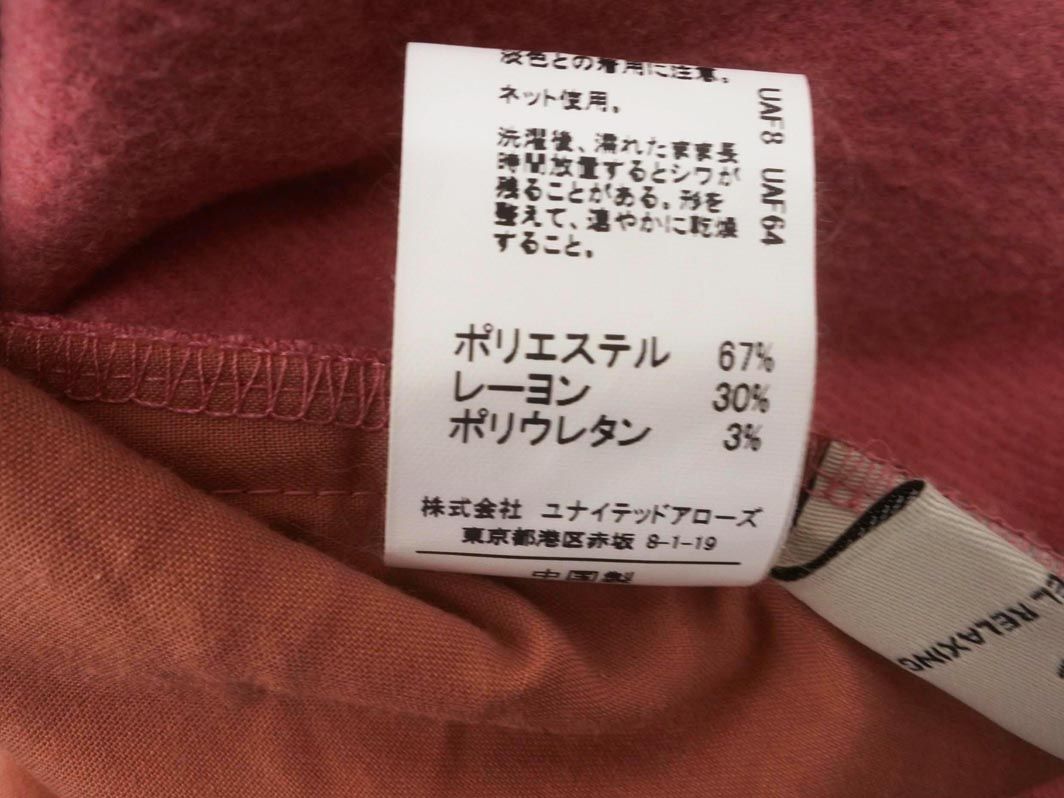 淡色との着用に注意。
ネット使用。
洗濯後、濡れたまま長
時間放置するとシワが
残ることがある。形を
整えて、速やかに乾燥
すること。
UAF8 UAF64
ポリエステル 67%
レーヨン 30%
ポリウレタン 3%
株式会社 ユナイテッドアローズ
東京都港区赤坂 8-1-19
中国製
EL RELAXING